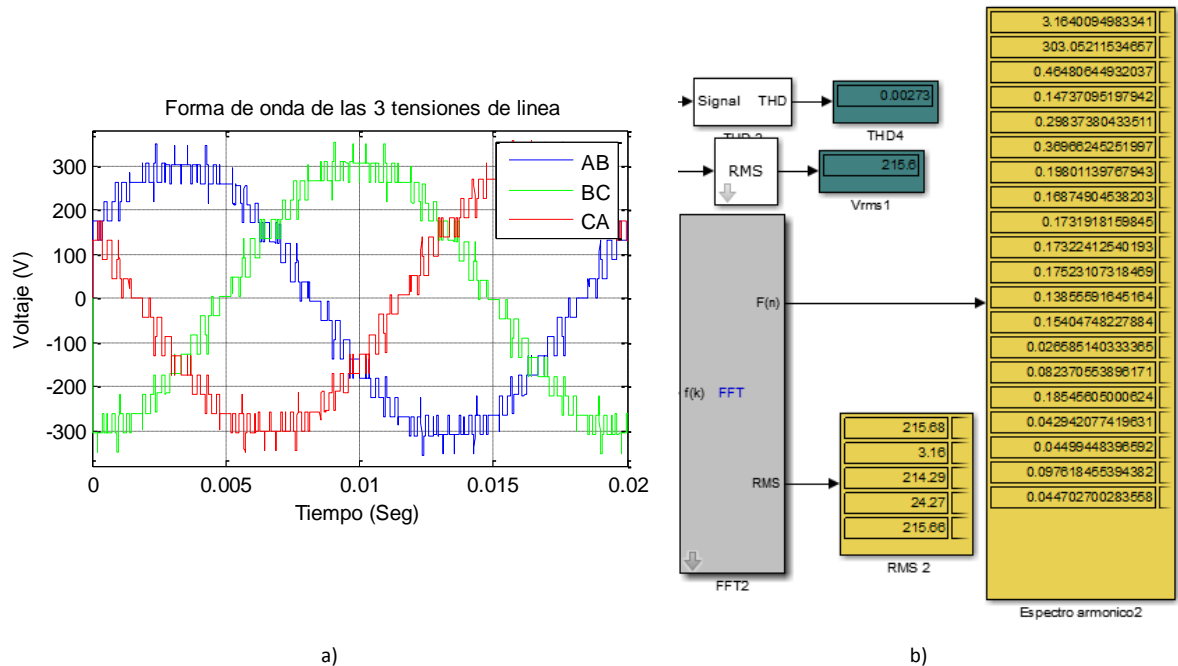 Forma de onda de las 3 tensiones de linea
AB
BC
CA
300
200
100
0
-100
-200
-300
Voltaje (V)
0
0.005
0.01
0.015
0.02
Tiempo (Seg)
a)
Signal THD
0.00273
THD4
RMS
215.6
Vrms1
f(k)
FFT
F(n)
RMS
FFT2
215.68
3.16
214.29
24.27
215.66
RMS 2
3.1640094983341
303.05211534657
0.46480644932037
0.14737095197942
0.29837380433511
0.36966245251997
0.19801139767943
0.16874904538203
0.1731918159845
0.17322412540193
0.17523107318469
0.13855591645164
0.15404748227884
0.026585140333365
0.082370553896171
0.18545605000624
0.042942077419631
0.04499448396592
0.097618455394382
0.044702700283558
Espectro armonico2
b)